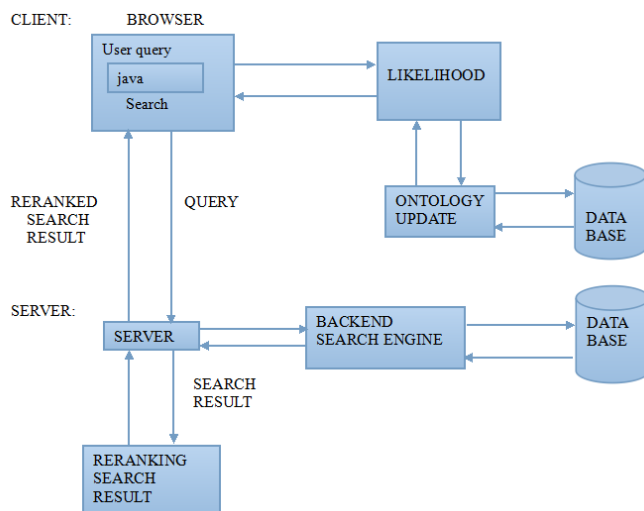 CLIENT: BROWSER
User query
java
Search
LIKELIHOOD
RERANKED
SEARCH
RESULT
QUERY
ONTOLOGY
UPDATE
DATA
BASE
SERVER:
SERVER
BACKEND
SEARCH ENGINE
DATA
BASE
SEARCH
RESULT
RERANKING
SEARCH
RESULT